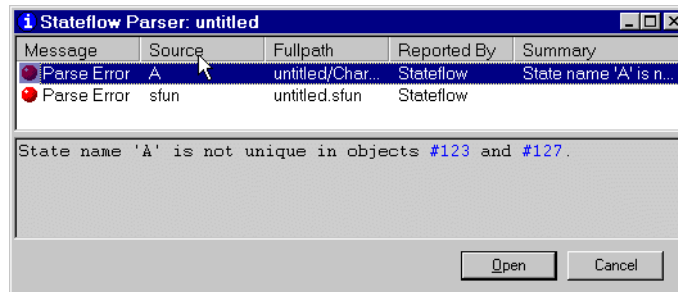 Stateflow Parser: untitled
Message Source Fullpath Reported By Summary
Parse Error A untitled/Char... Stateflow State name 'A' is n...
Parse Error sfun untitled.sfun Stateflow
State name 'A' is not unique in objects #123 and #127.
Open Cancel